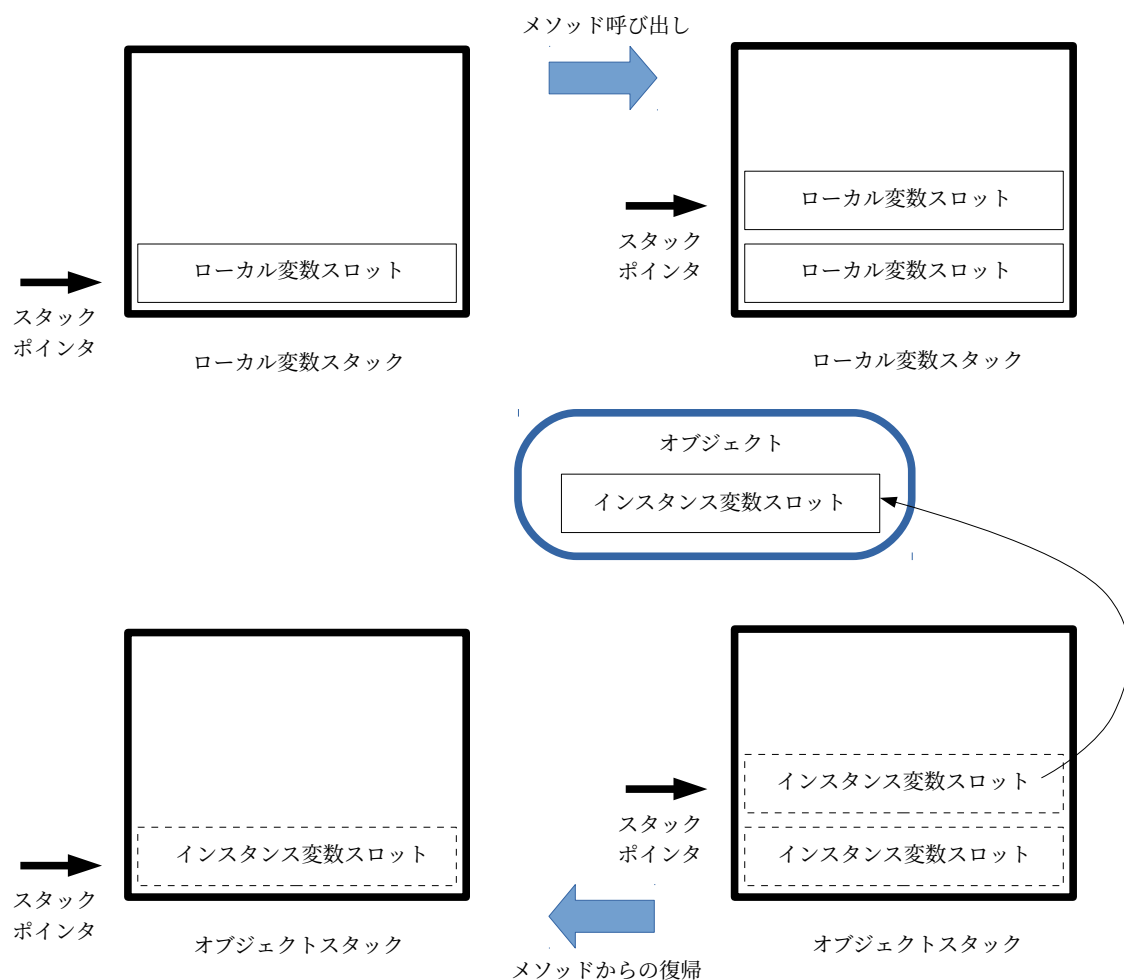 メソッド呼び出し
ローカル変数スロット
スタック
ポインタ
ローカル変数スタック
ローカル変数スロット
ローカル変数スロット
スタック
ポインタ
ローカル変数スタック
オブジェクト
インスタンス変数スロット
インスタンス変数スロット
スタック
ポインタ
オブジェクトスタック
インスタンス変数スロット
インスタンス変数スロット
スタック
ポインタ
オブジェクトスタック
メソッドからの復帰